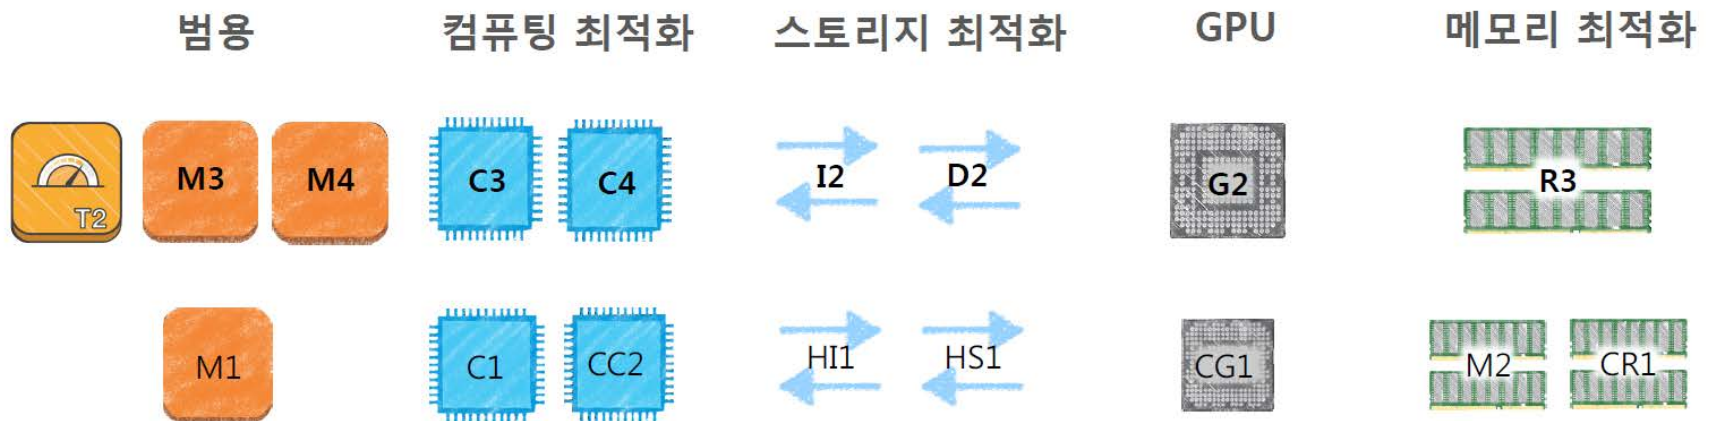 범용 컴퓨팅 최적화 스토리지 최적화 GPU 메모리 최적화
T2 M3 M4 C3 C4 I2 D2 G2 R3
M1 C1 CC2 HI1 HS1 CG1 M2 CR1